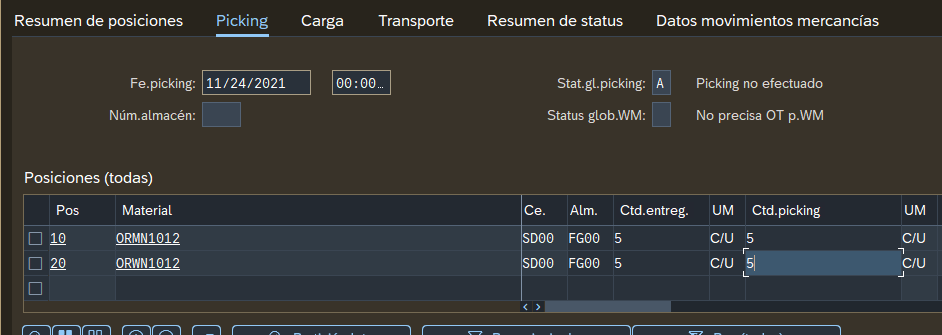 Resumen de posiciones Picking Carga Transporte Resumen de status Datos movimientos mercancías
Fe.picking: 11/24/2021 00:00… Stat.gl.picking: A Picking no efectuado
Núm.almacén: Status glob.WM: No precisa OT p.WM
Posiciones (todas)
Pos Material Ce. Alm. Ctd.entreg. UM Ctd.picking UM
10 ORMN1012 SD00 FG00 5 C/U 5 C/U
20 ORWN1012 SD00 FG00 5 C/U 5 C/U